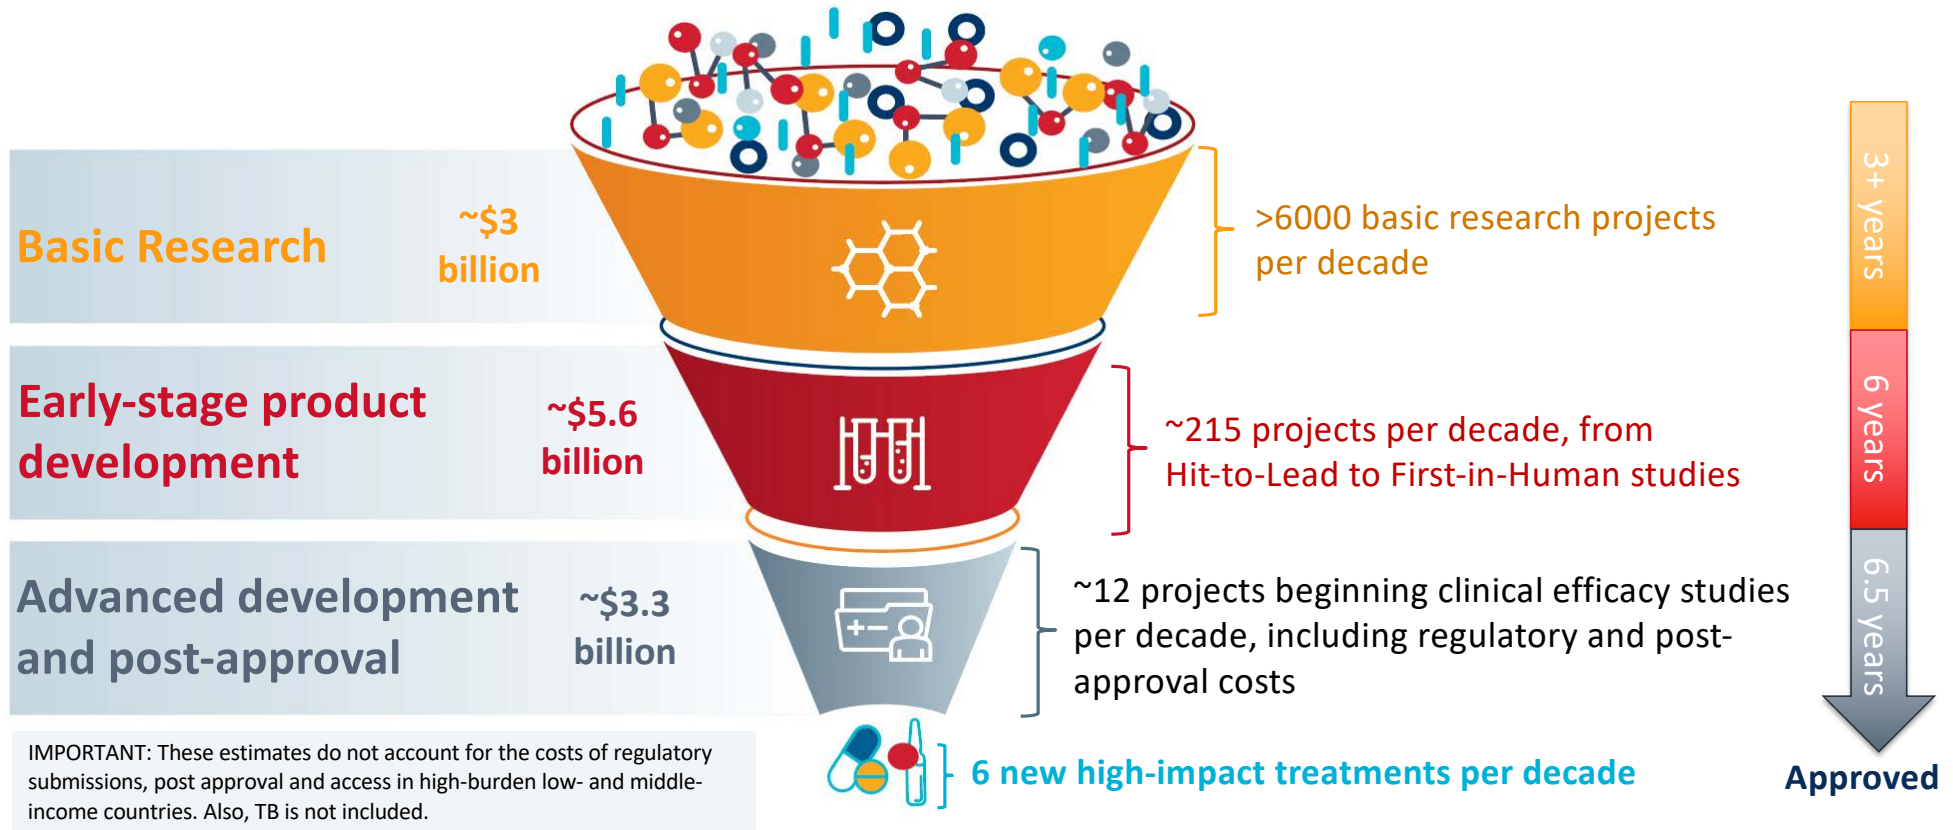 Basic Research
~$3
billion
>6000 basic research projects
per decade
3+ years
Early-stage product
development
~$5.6
billion
~215 projects per decade, from
Hit-to-Lead to First-in-Human studies
6 years
Advanced development
and post-approval
~$3.3
billion
~12 projects beginning clinical efficacy studies
per decade, including regulatory and post-
approval costs
6.5 years
IMPORTANT: These estimates do not account for the costs of regulatory
submissions, post approval and access in high-burden low- and middle-
income countries. Also, TB is not included.
6 new high-impact treatments per decade
Approved